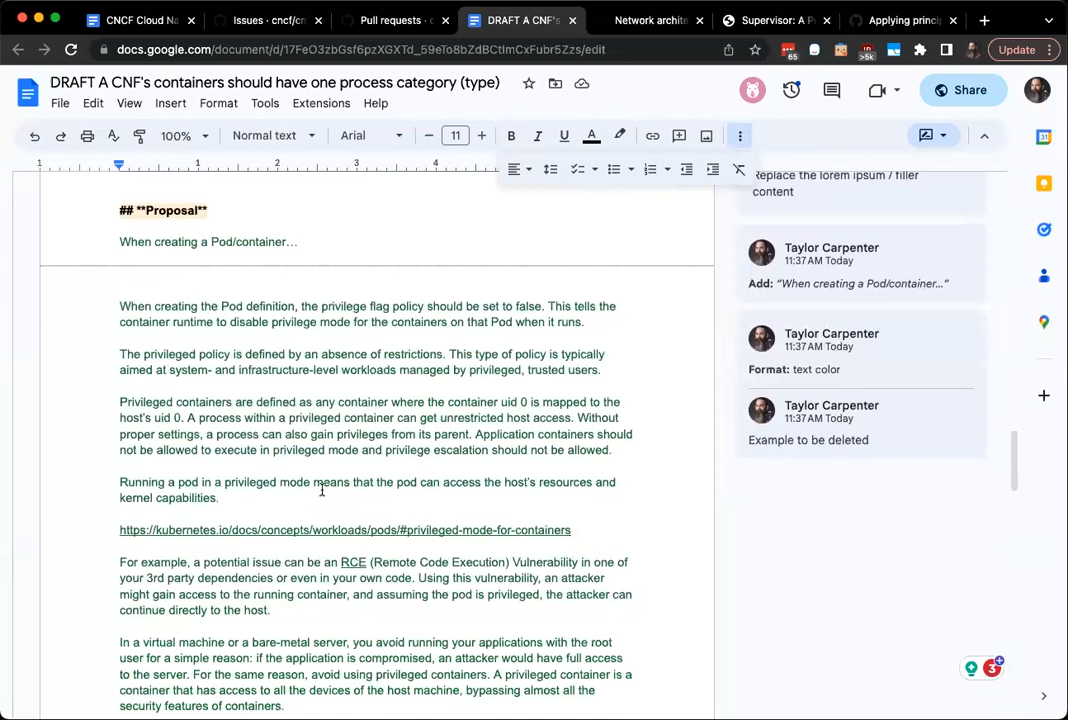 CNCF Cloud Na
Issues · cncf/cn
Pull requests · c
DRAFT A CNF's
Network archite
Supervisor: A P
Applying princip
docs.google.com/document/d/17FeO3zbGsf6pzXGXTd_59eTo8bZdBCtImCxFubr5Zzs/edit
65
>5k
Update
DRAFT A CNF's containers should have one process category (type)
Share
File Edit View Insert Format Tools Extensions Help
100% Normal text Arial 11 B I U A
1 1 2 3 4
## **Proposal**
When creating a Pod/container…
When creating the Pod definition, the privilege flag policy should be set to false. This tells the
container runtime to disable privilege mode for the containers on that Pod when it runs.
The privileged policy is defined by an absence of restrictions. This type of policy is typically
aimed at system- and infrastructure-level workloads managed by privileged, trusted users.
Privileged containers are defined as any container where the container uid 0 is mapped to the
host's uid 0. A process within a privileged container can get unrestricted host access. Without
proper settings, a process can also gain privileges from its parent. Application containers should
not be allowed to execute in privileged mode and privilege escalation should not be allowed.
Running a pod in a privileged mode means that the pod can access the host's resources and
kernel capabilities.
https://kubernetes.io/docs/concepts/workloads/pods/#privileged-mode-for-containers
For example, a potential issue can be an RCE (Remote Code Execution) Vulnerability in one of
your 3rd party dependencies or even in your own code. Using this vulnerability, an attacker
might gain access to the running container, and assuming the pod is privileged, the attacker can
continue directly to the host.
In a virtual machine or a bare-metal server, you avoid running your applications with the root
user for a simple reason: if the application is compromised, an attacker would have full access
to the server. For the same reason, avoid using privileged containers. A privileged container is a
container that has access to all the devices of the host machine, bypassing almost all the
security features of containers.
Replace the lorem ipsum / filler
content
Taylor Carpenter
11:37 AM Today
Add: “When creating a Pod/container…”
Taylor Carpenter
11:37 AM Today
Format: text color
Taylor Carpenter
11:37 AM Today
Example to be deleted
3